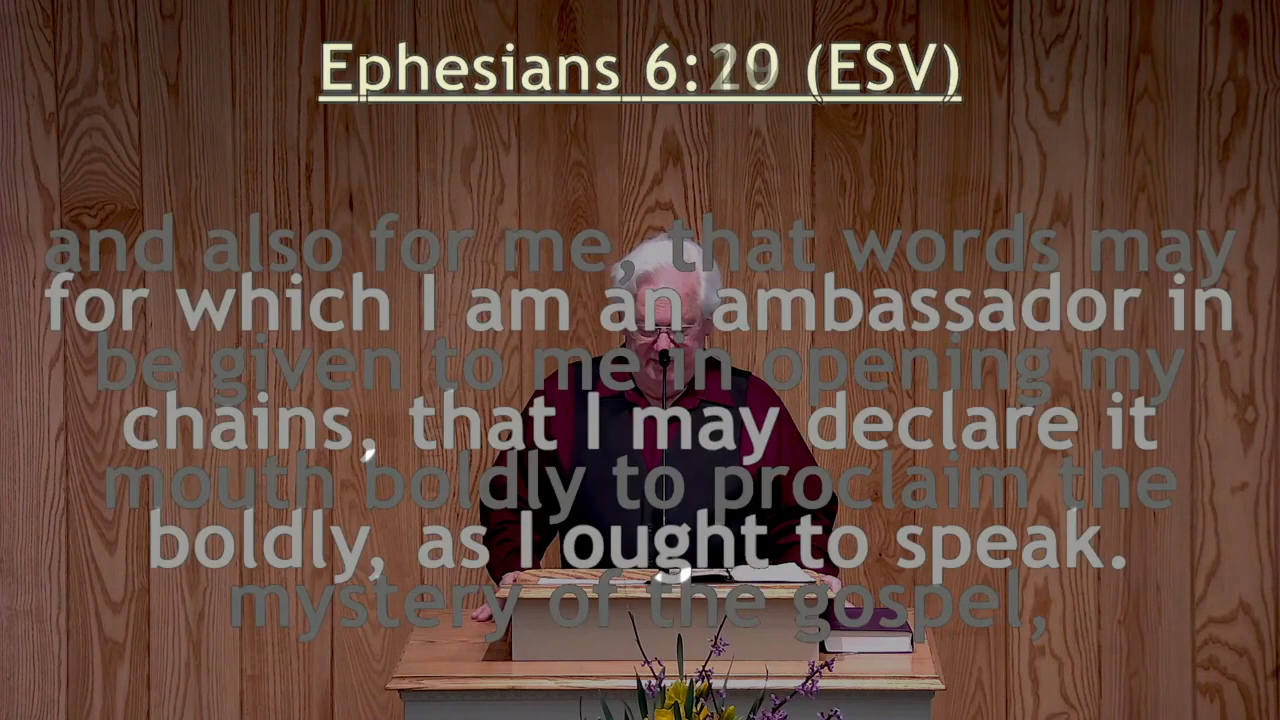 Ephesians 6:20 (ESV)
and also for me, that words may
for which I am an ambassador in
be given to me in opening my
chains, that I may declare it
mouth boldly to proclaim the
boldly, as I ought to speak.
mystery of the gospel,